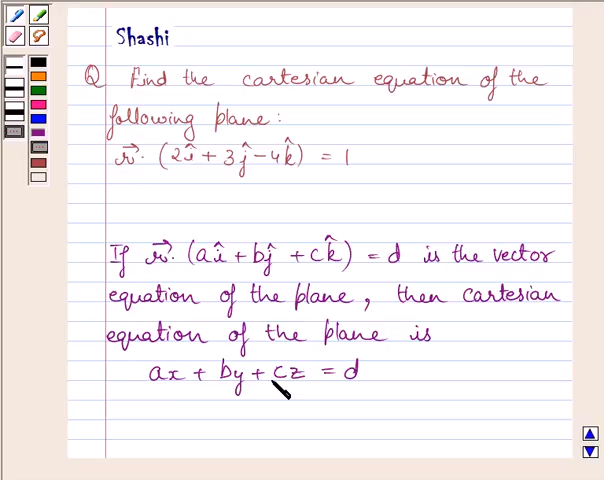 Shashi
Q Find the cartesian equation of the
following plane:
r⃗. (2î + 3ĵ − 4k̂) = 1
If r⃗. (aî + bĵ + ck̂) = d is the vector
equation of the plane, then cartesian
equation of the plane is
ax + by + cz = d